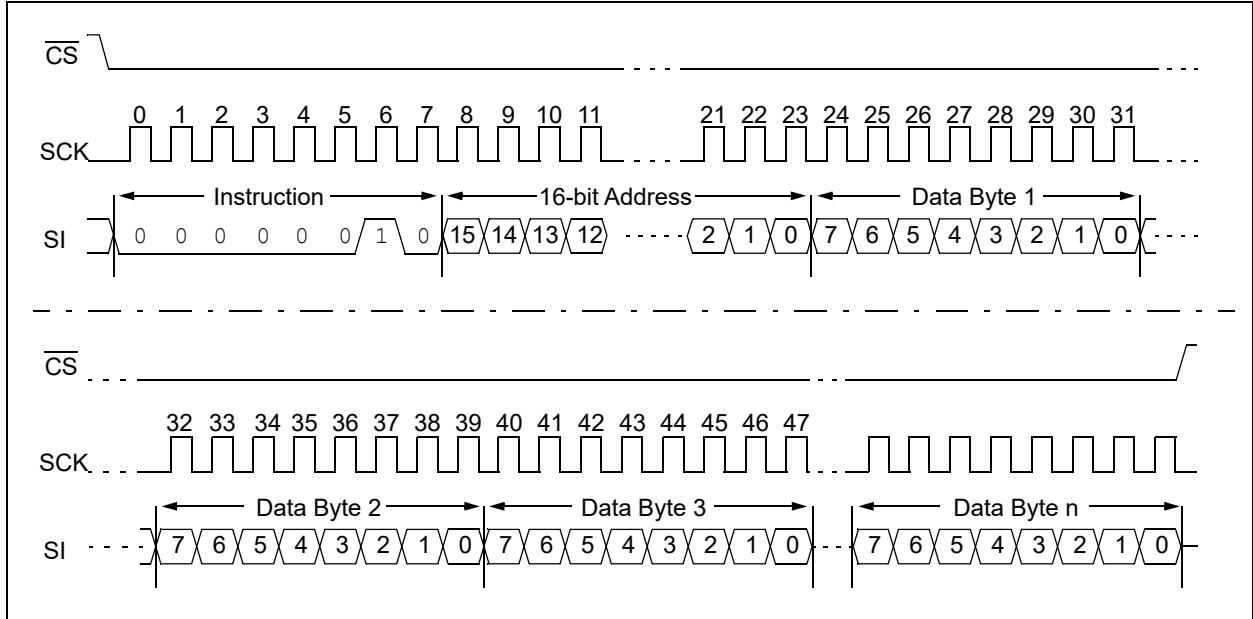 CS
0 1 2 3 4 5 6 7 8 9 10 11 21 22 23 24 25 26 27 28 29 30 31
SCK
Instruction 16-bit Address Data Byte 1
SI 0 0 0 0 0 0 1 0 15 14 13 12 2 1 0 7 6 5 4 3 2 1 0
CS
32 33 34 35 36 37 38 39 40 41 42 43 44 45 46 47
SCK
Data Byte 2 Data Byte 3 Data Byte n
SI 7 6 5 4 3 2 1 0 7 6 5 4 3 2 1 0 7 6 5 4 3 2 1 0